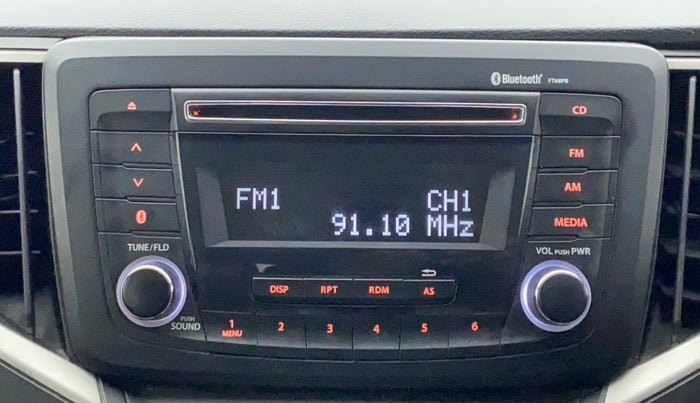 Bluetooth® FT68PB
CD
FM
AM
MEDIA
FM1 CH1
91.10 MHz
TUNE/FLD
VOL PUSH PWR
DISP RPT RDM AS
PUSH
SOUND
1 2 3 4 5 6
MENU